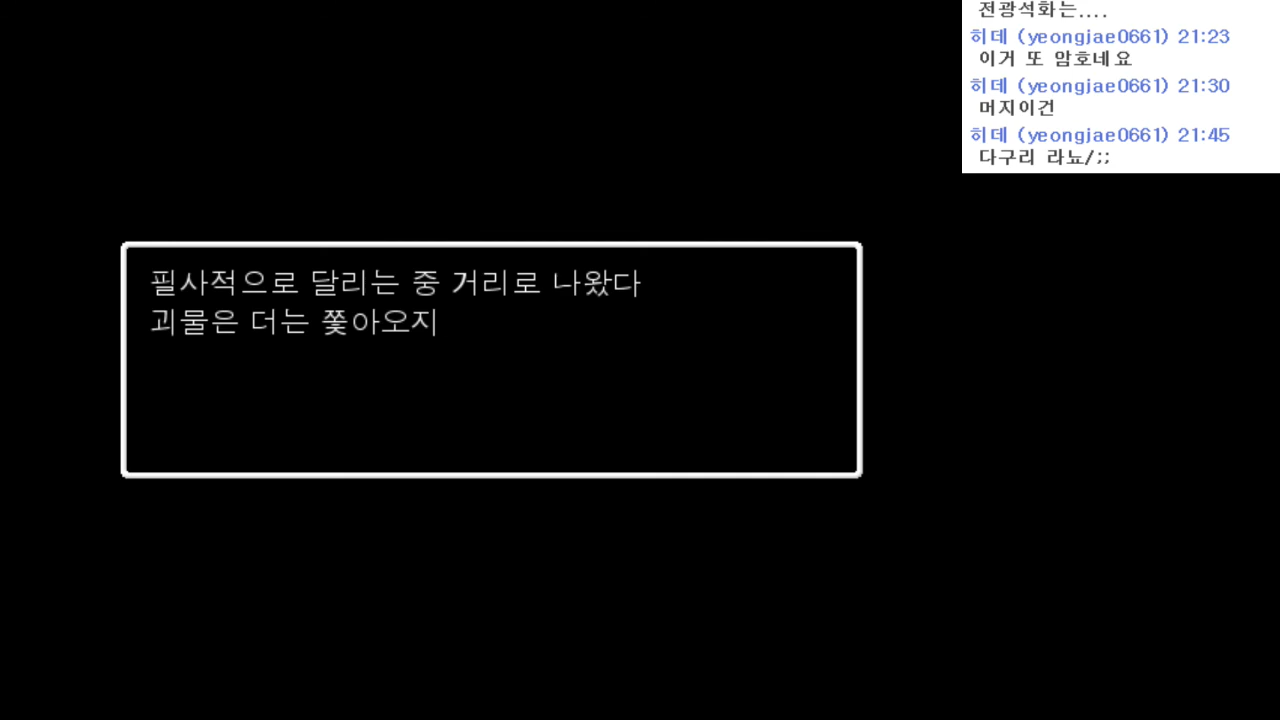 전광석화는....
히데 (yeongjae0661) 21:23
이거 또 암호네요
히데 (yeongjae0661) 21:30
머지이건
히데 (yeongjae0661) 21:45
다구리 라뇨/;;
필사적으로 달리는 중 거리로 나왔다
괴물은 더는 쫓아오지